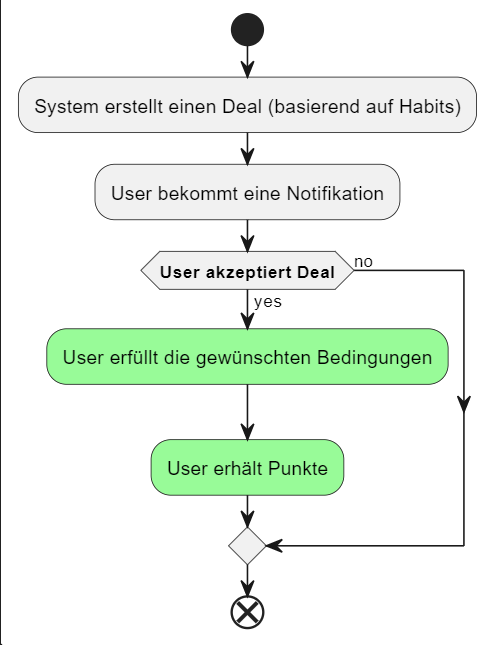 System erstellt einen Deal (basierend auf Habits)
User bekommt eine Notifikation
User akzeptiert Deal
no
yes
User erfüllt die gewünschten Bedingungen
User erhält Punkte